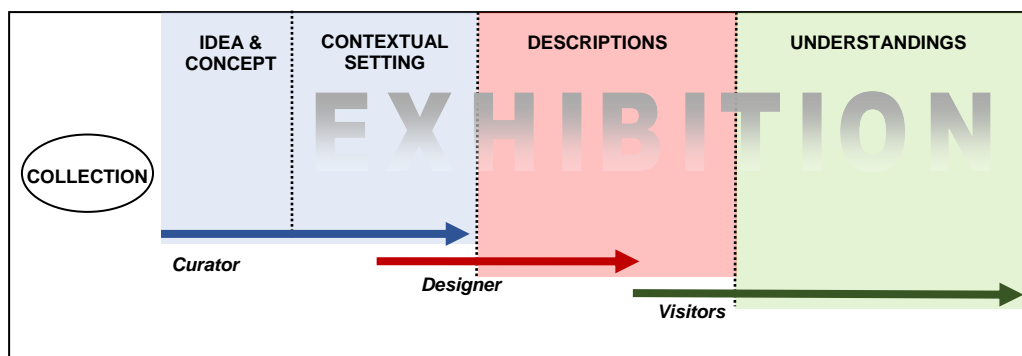 IDEA &
CONCEPT
CONTEXTUAL
SETTING
DESCRIPTIONS
UNDERSTANDINGS
EXHIBITION
COLLECTION
Curator
Designer
Visitors